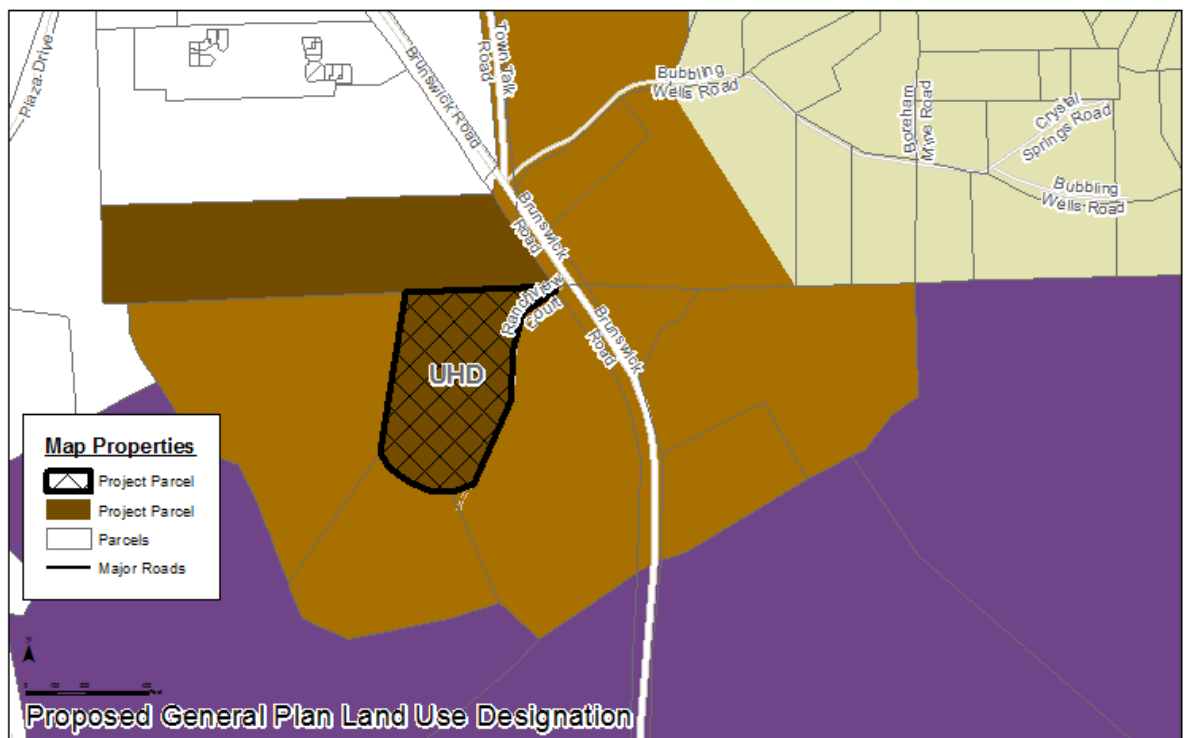 Plaza Drive
Brunswick Road
Town Talk
Road
Bubbling
Wells Road
Boreham
Mine Road
Crystal
Springs Road
Bubbling
Wells Road
Brunswick
Road
Ranchview
Court
Brunswick
Road
UHD
Map Properties
Project Parcel
Project Parcel
Parcels
Major Roads
Proposed General Plan Land Use Designation